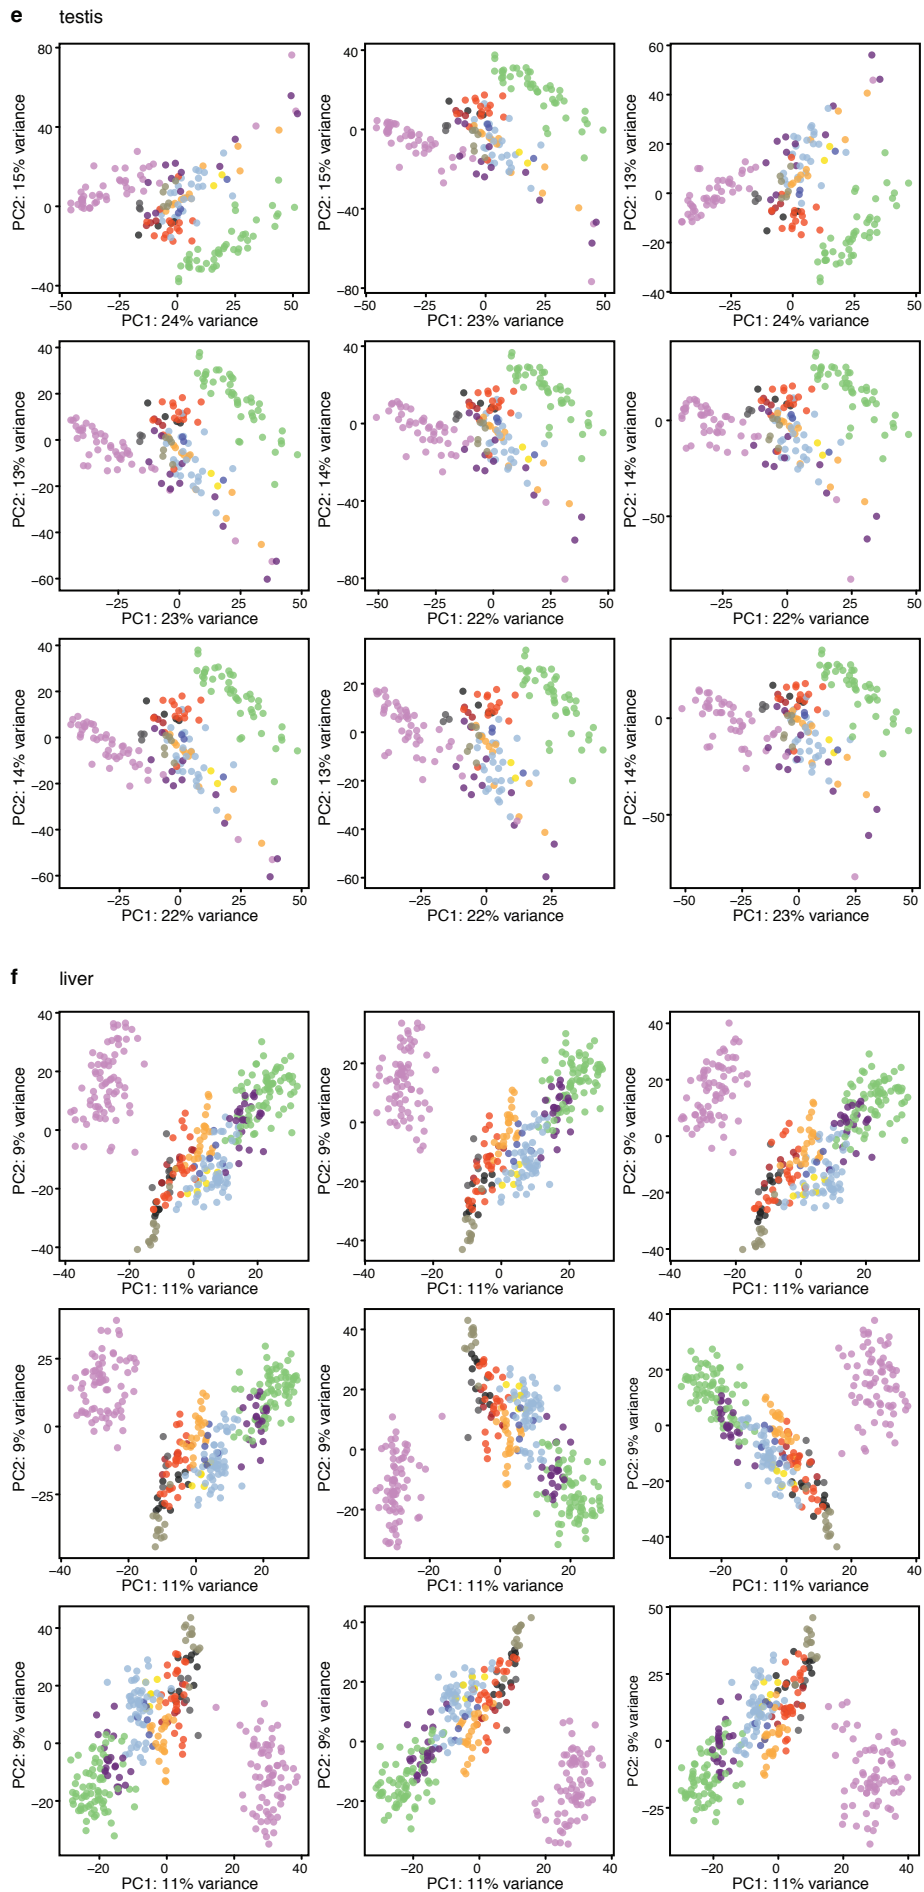 e testis
80
40
0
−40
−50 −25 0 25 50
PC2: 15% variance
PC1: 24% variance
40
0
−40
−80
−50 −25 0 25 50
PC2: 15% variance
PC1: 23% variance
60
40
20
0
−20
−40
−25 0 25 50
PC2: 13% variance
PC1: 24% variance
40
20
0
−20
−40
−60
−25 0 25 50
PC2: 13% variance
PC1: 23% variance
40
0
−40
−80
−50 −25 0 25 50
PC2: 14% variance
PC1: 22% variance
0
−50
−25 0 25 50
PC2: 14% variance
PC1: 22% variance
40
20
0
−20
−40
−60
−25 0 25 50
PC2: 14% variance
PC1: 22% variance
20
0
−20
−40
−60
−25 0 25
PC2: 13% variance
PC1: 22% variance
0
−50
−50 −25 0 25 50
PC2: 14% variance
PC1: 23% variance
f liver
40
20
0
−20
−40
−40 −20 0 20
PC2: 9% variance
PC1: 11% variance
20
0
−20
−40
−40 −20 0 20
PC2: 9% variance
PC1: 11% variance
40
20
0
−20
−40
−40 −20 0 20
PC2: 9% variance
PC1: 11% variance
25
0
−25
−40 −20 0 20
PC2: 9% variance
PC1: 11% variance
40
20
0
−20
−20 0 20
PC2: 9% variance
PC1: 11% variance
40
20
0
−20
−40
−20 0 20 40
PC2: 9% variance
PC1: 11% variance
40
20
0
−20
−20 0 20 40
PC2: 9% variance
PC1: 11% variance
40
20
0
−20
−20 0 20 40
PC2: 9% variance
PC1: 11% variance
50
25
0
−25
−20 0 20 40
PC2: 9% variance
PC1: 11% variance